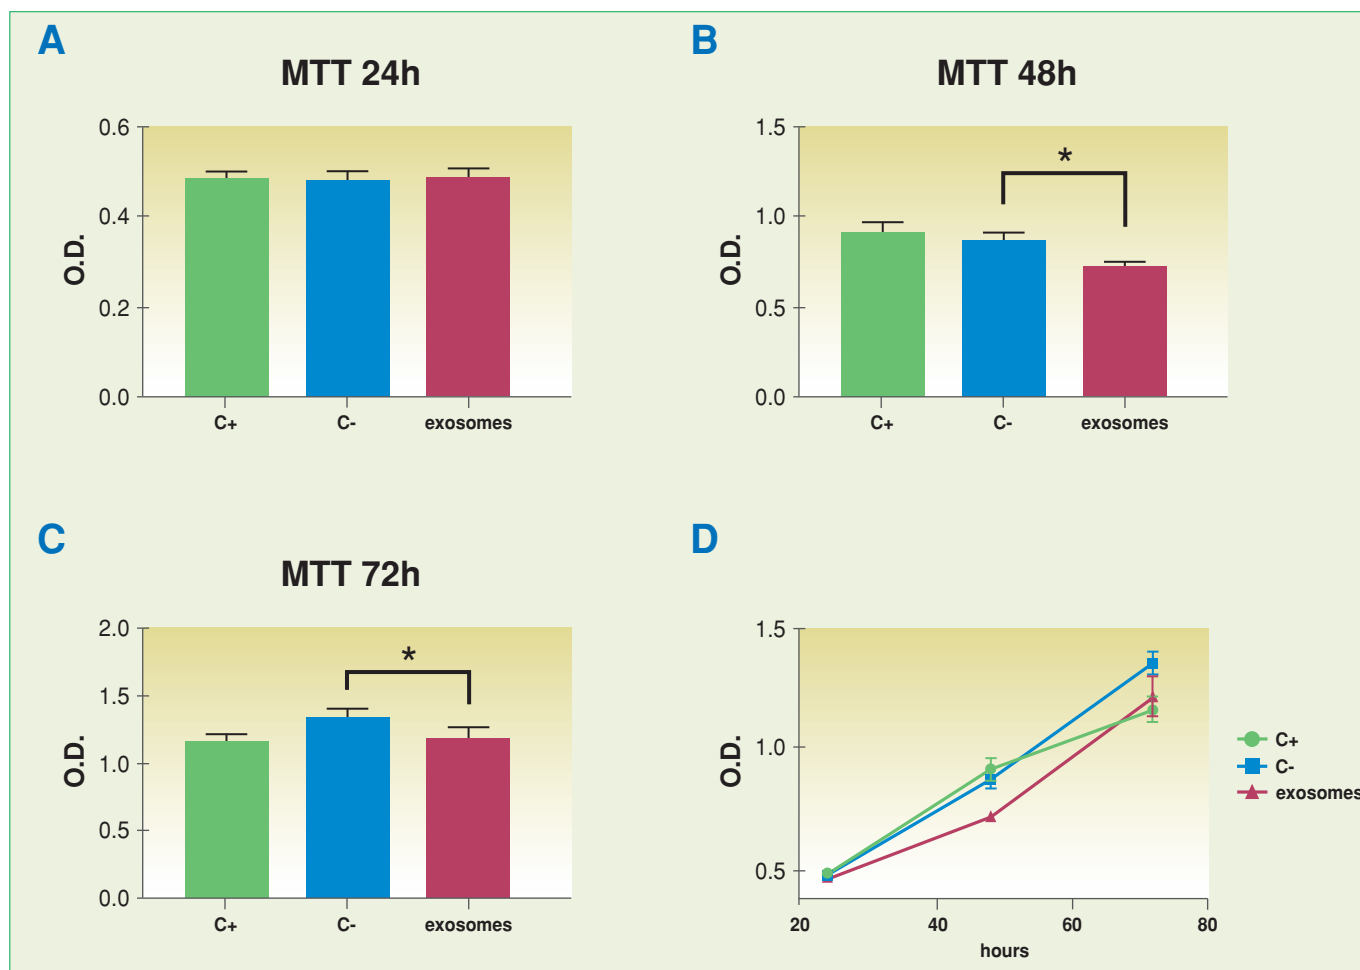 A
MTT 24h
0.6
0.4
0.2
0.0
O.D.
C+ C- exosomes
B
MTT 48h
1.5
1.0
0.5
0.0
O.D.
*
C+ C- exosomes
C
MTT 72h
2.0
1.5
1.0
0.5
0.0
O.D.
*
C+ C- exosomes
D
1.5
1.0
0.5
O.D.
20 40 60 80
hours
C+
C-
exosomes